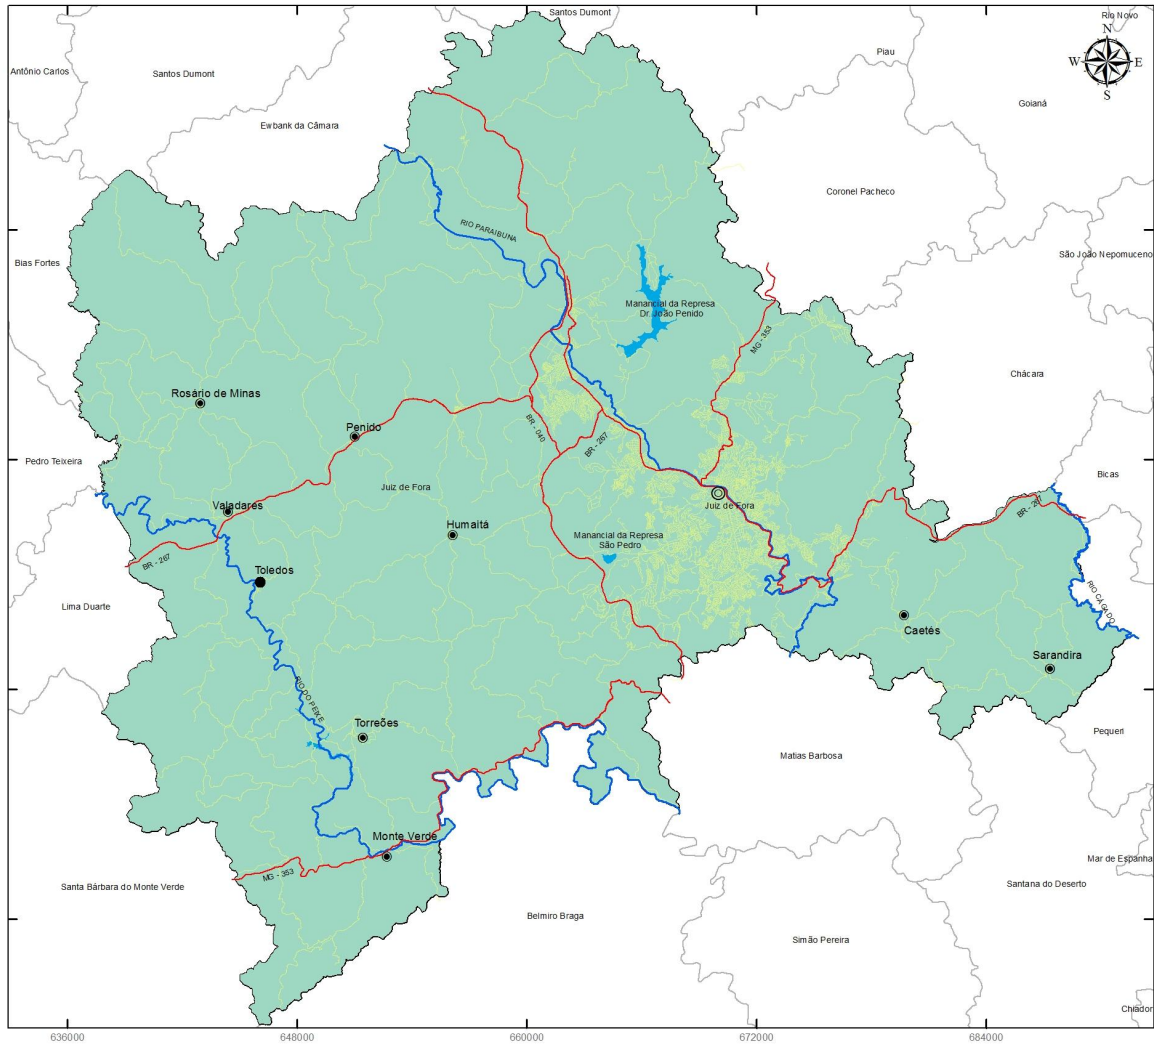 Santos Dumont
Rio Novo
N
W
E
S
Piau
Antônio Carlos
Santos Dumont
Goianá
Ewbank da Câmara
Coronel Pacheco
RIO PARAIBUNA
São João Nepomuceno
Bias Fortes
Manancial da Represa
Dr. João Penido
MG - 353
Chácara
Rosário de Minas
Penido
BR - 040
BR - 267
Pedro Teixeira
Bicas
Juiz de Fora
Valadares
Juiz de Fora
BR - 267
Humaitá
Manancial da Represa
São Pedro
BR - 267
Toledos
Lima Duarte
RIO CÁGADO
Caetés
Sarandira
RIO DO PEIXE
Torreões
Pequeri
Matias Barbosa
Monte Verde
Mar de Espanha
MG - 353
Santa Bárbara do Monte Verde
Santana do Deserto
Belmiro Braga
Simão Pereira
Chiador
636000
648000
660000
672000
684000